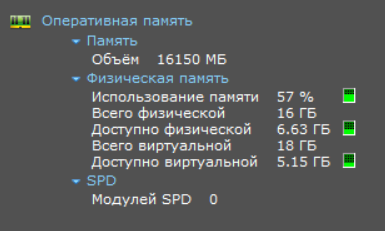 Оперативная память
Память
Объём 16150 МБ
Физическая память
Использование памяти 57 %
Всего физической 16 ГБ
Доступно физической 6.63 ГБ
Всего виртуальной 18 ГБ
Доступно виртуальной 5.15 ГБ
SPD
Модулей SPD 0